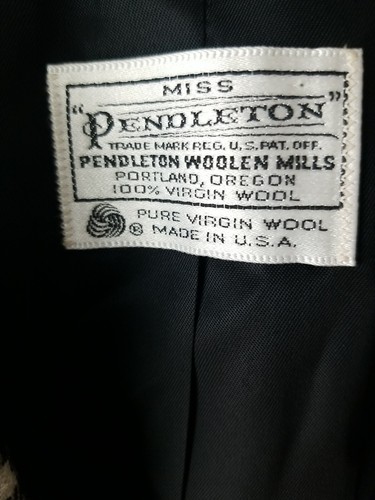 MISS
"PENDLETON"
TRADE MARK REG. U.S. PAT. OFF.
PENDLETON WOOLEN MILLS
PORTLAND, OREGON
100% VIRGIN WOOL
PURE VIRGIN WOOL
® MADE IN U.S.A.